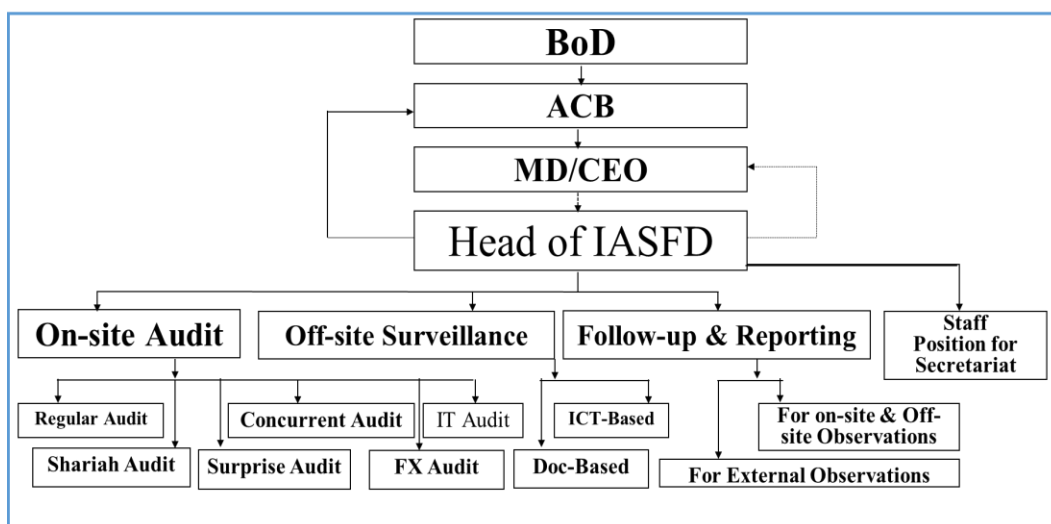 BoD
ACB
MD/CEO
Head of IASFD
On-site Audit
Off-site Surveillance
Follow-up & Reporting
Staff
Position for
Secretariat
Regular Audit
Concurrent Audit
IT Audit
ICT-Based
For on-site & Off-
site Observations
Shariah Audit
Surprise Audit
FX Audit
Doc-Based
For External Observations